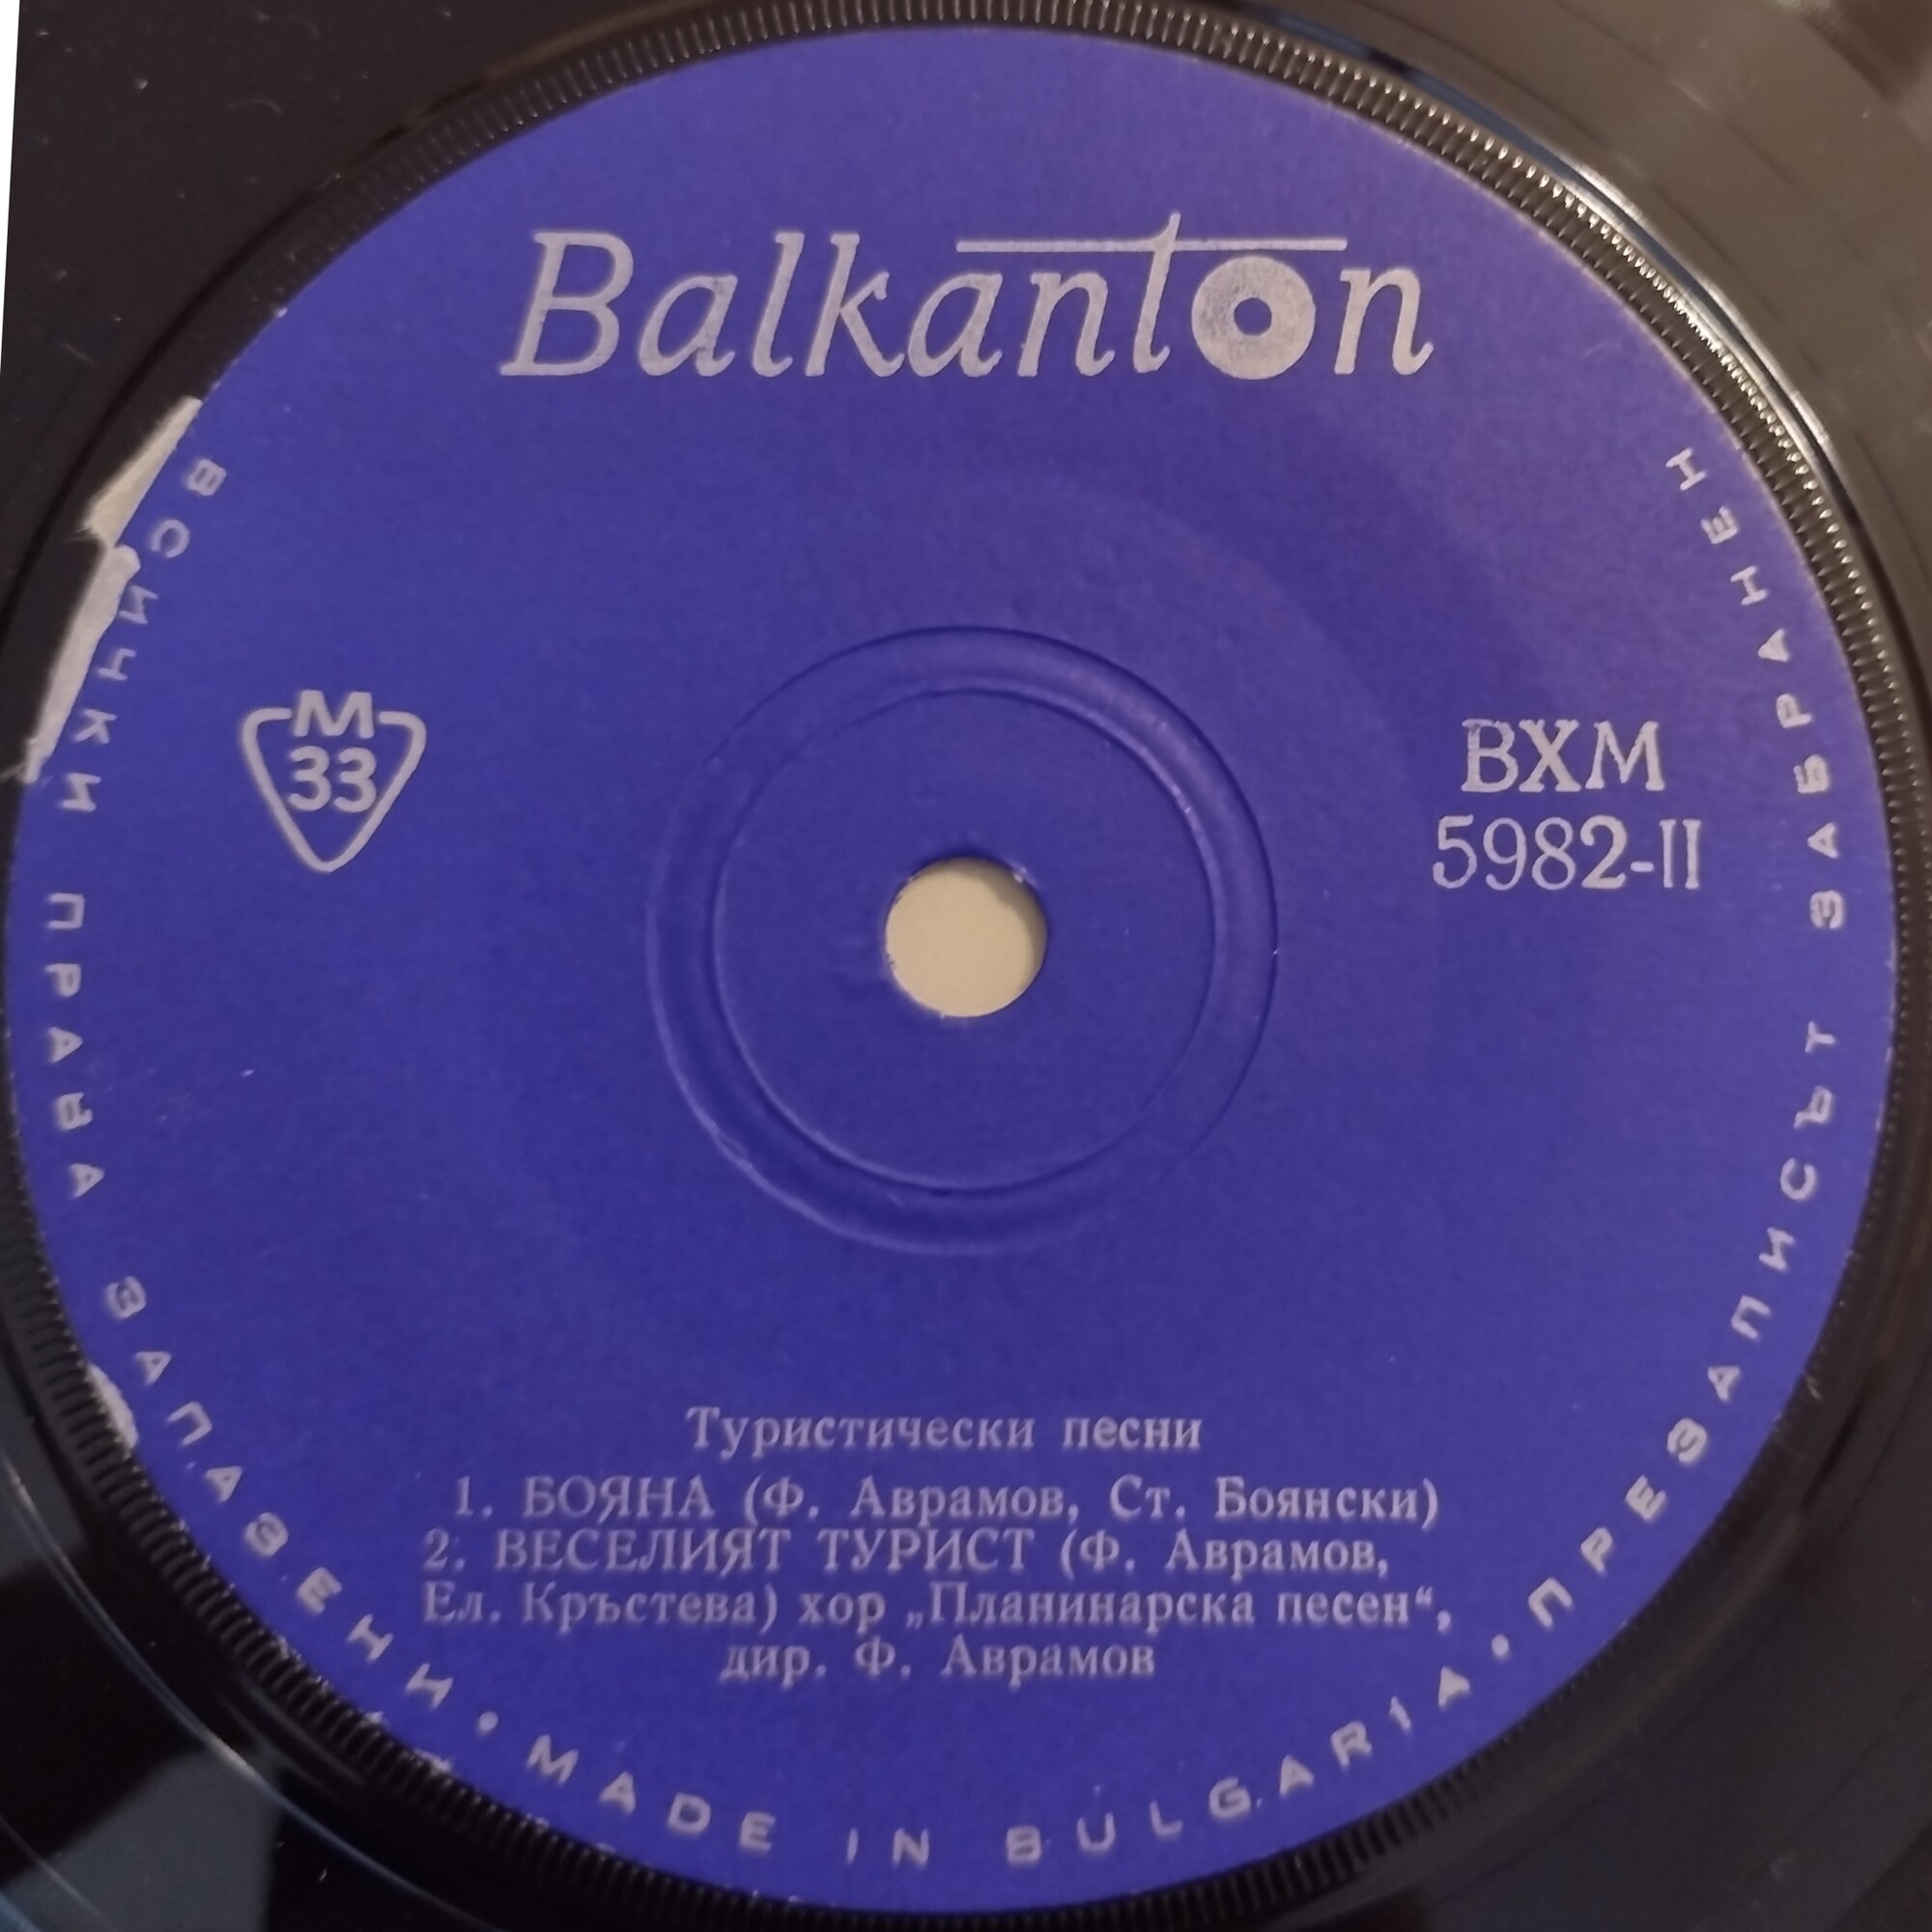 Balkanton
M
33
ВХМ
5982-II
Туристически песни
1. БОЯНА (Ф. Аврамов, Ст. Боянски)
2. ВЕСЕЛИЯТ ТУРИСТ (Ф. Аврамов,
Ел. Кръстева) хор „Планинарска песен“,
дир. Ф. Аврамов
ВСИЧКИ ПРАВА ЗАПАЗЕНИ • MADE IN BULGARIA • ПРЕЗАПИСЪТ ЗАБРАНЕН